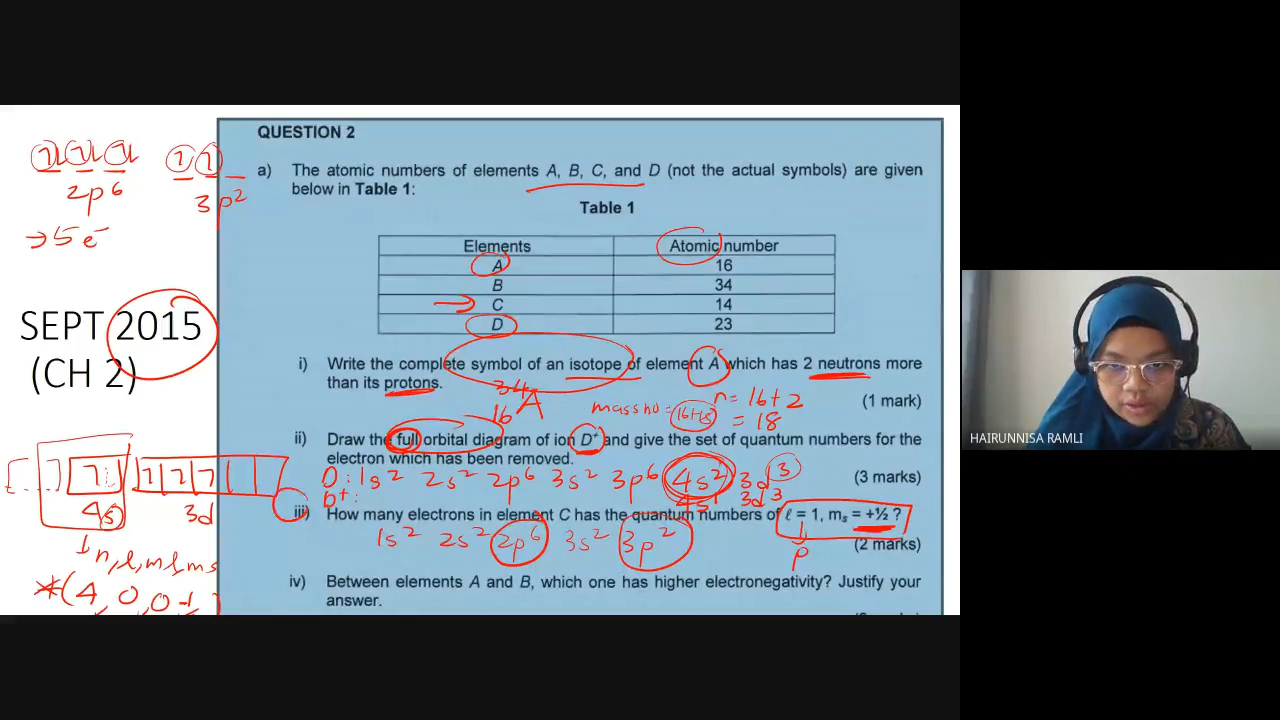 QUESTION 2
a) The atomic numbers of elements A, B, C, and D (not the actual symbols) are given
below in Table 1:
Table 1
Elements Atomic number
A 16
B 34
C 14
D 23
2p6 3p2
→ 5 e-
SEPT 2015
(CH 2)
i) Write the complete symbol of an isotope of element A which has 2 neutrons more
than its protons.
(1 mark)
34
16 A
mass no = 16+18
n = 16+2
= 18
ii) Draw the full orbital diagram of ion D+ and give the set of quantum numbers for the
electron which has been removed.
(3 marks)
D : 1s2 2s2 2p6 3s2 3p6 4s2 3d3
D+ : 4s1 3d3
4s 3d
n, l, ml, ms
*(4, 0, 0
iii) How many electrons in element C has the quantum numbers of ℓ = 1, ms = +½ ?
(2 marks)
1s2 2s2 2p6 3s2 3p2
p
iv) Between elements A and B, which one has higher electronegativity? Justify your
answer.
HAIRUNNISA RAMLI